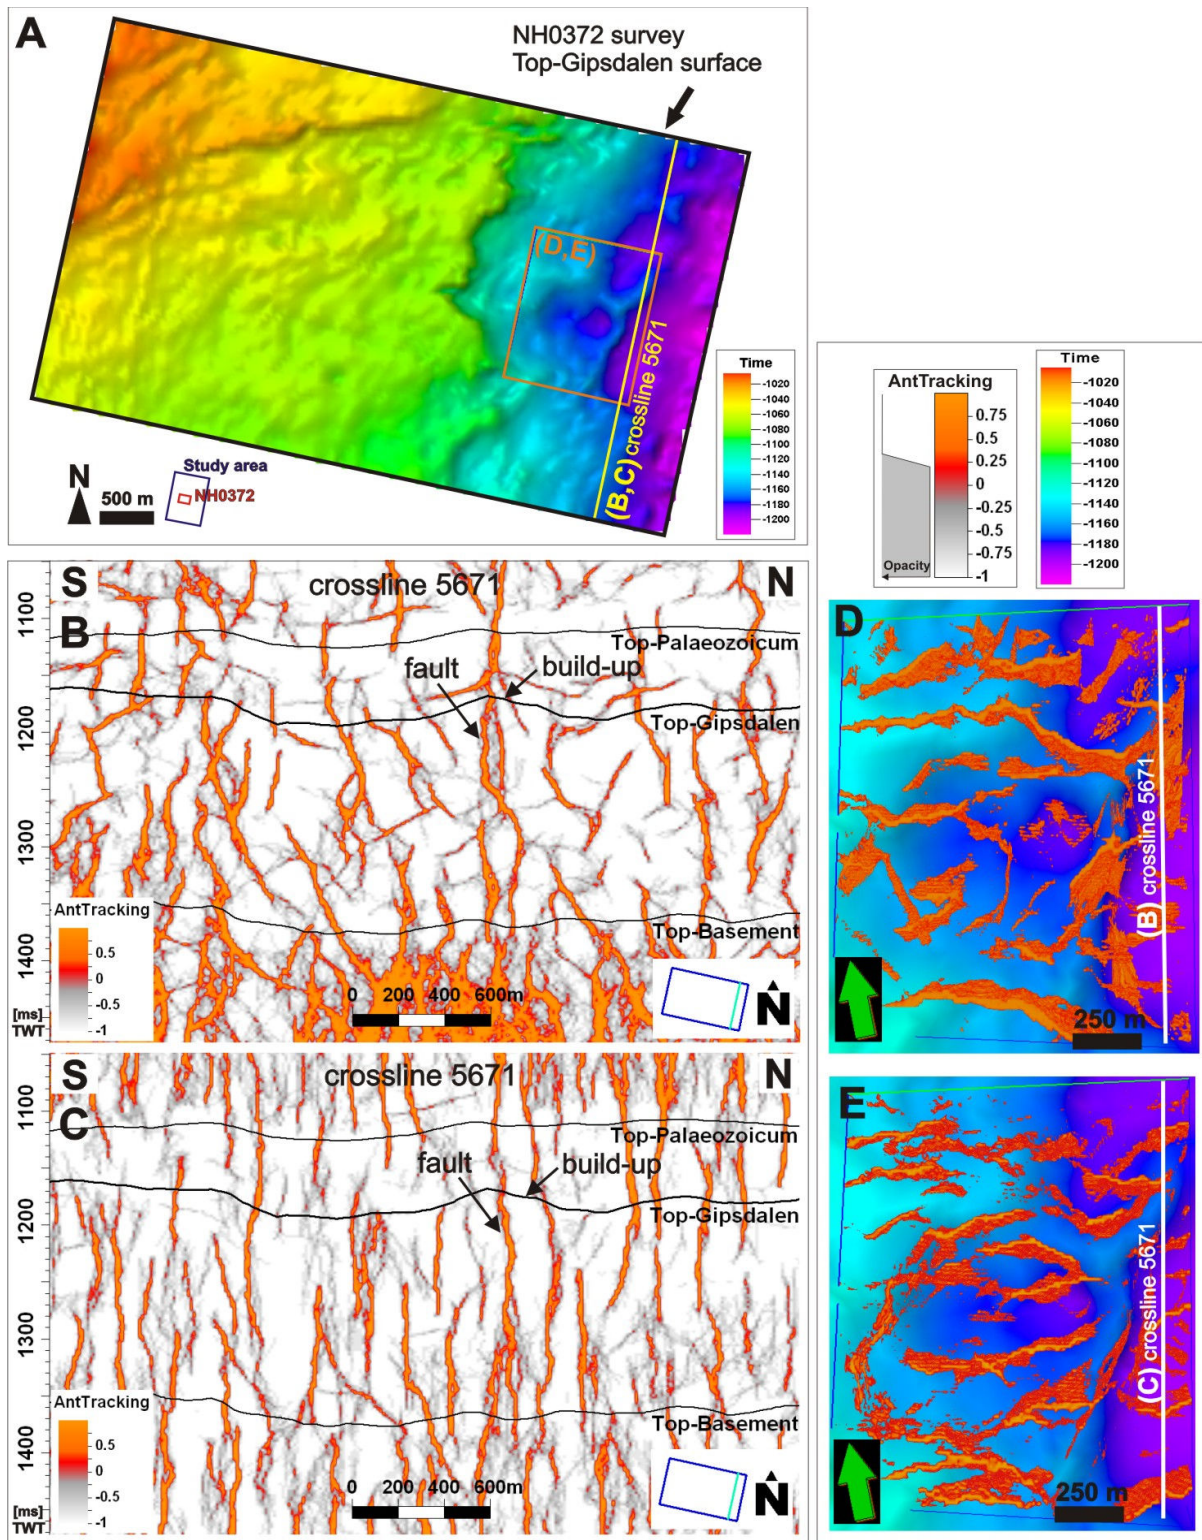 A
NH0372 survey
Top-Gipsdalen surface
(D,E)
(B,C) crossline 5671
Time
-1020
-1040
-1060
-1080
-1100
-1120
-1140
-1160
-1180
-1200
N
500 m
Study area
NH0372
AntTracking
0.75
0.5
0.25
0
-0.25
-0.5
-0.75
-1
Opacity
Time
-1020
-1040
-1060
-1080
-1100
-1120
-1140
-1160
-1180
-1200
S
crossline 5671
N
B
1100
1200
1300
1400
[ms]
TWT
Top-Palaeozoicum
fault
build-up
Top-Gipsdalen
Top-Basement
AntTracking
0.5
0
-0.5
-1
0 200 400 600m
N
S
crossline 5671
N
C
1100
1200
1300
1400
[ms]
TWT
Top-Palaeozoicum
fault
build-up
Top-Gipsdalen
Top-Basement
AntTracking
0.5
0
-0.5
-1
0 200 400 600m
N
D
(B) crossline 5671
250 m
E
(C) crossline 5671
250 m